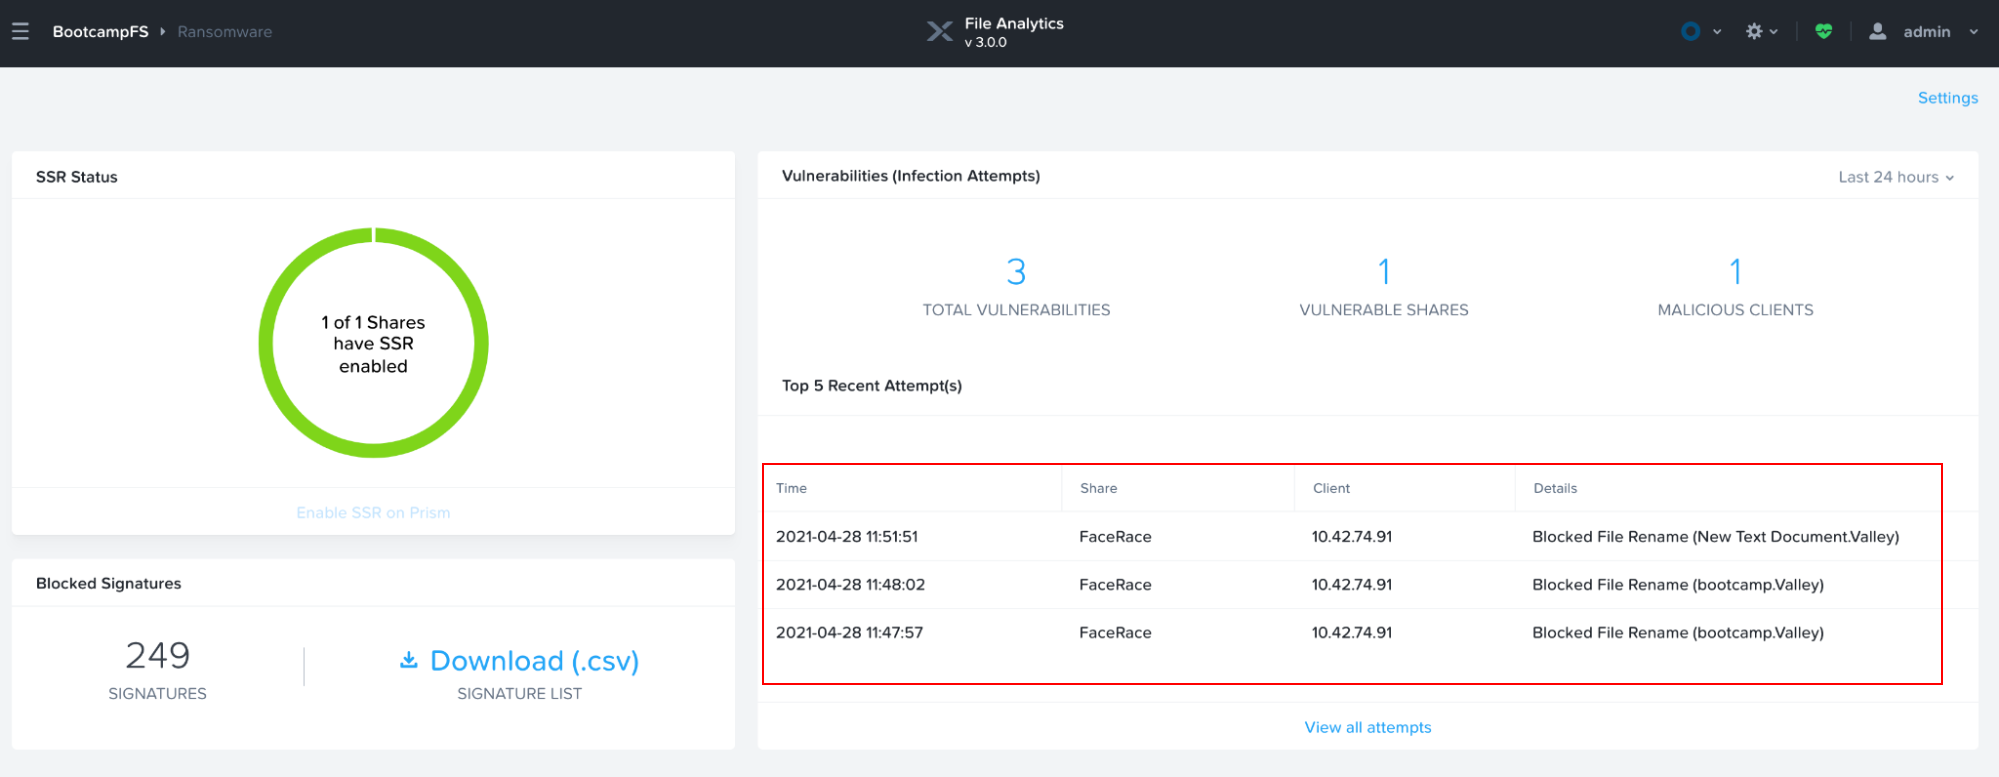 BootcampFS Ransomware
File Analytics
v 3.0.0
admin
Settings
SSR Status
1 of 1 Shares
have SSR
enabled
Enable SSR on Prism
Blocked Signatures
249
SIGNATURES
Download (.csv)
SIGNATURE LIST
Vulnerabilities (Infection Attempts)
Last 24 hours
3
TOTAL VULNERABILITIES
1
VULNERABLE SHARES
1
MALICIOUS CLIENTS
Top 5 Recent Attempt(s)
Time Share Client Details
2021-04-28 11:51:51 FaceRace 10.42.74.91 Blocked File Rename (New Text Document.Valley)
2021-04-28 11:48:02 FaceRace 10.42.74.91 Blocked File Rename (bootcamp.Valley)
2021-04-28 11:47:57 FaceRace 10.42.74.91 Blocked File Rename (bootcamp.Valley)
View all attempts